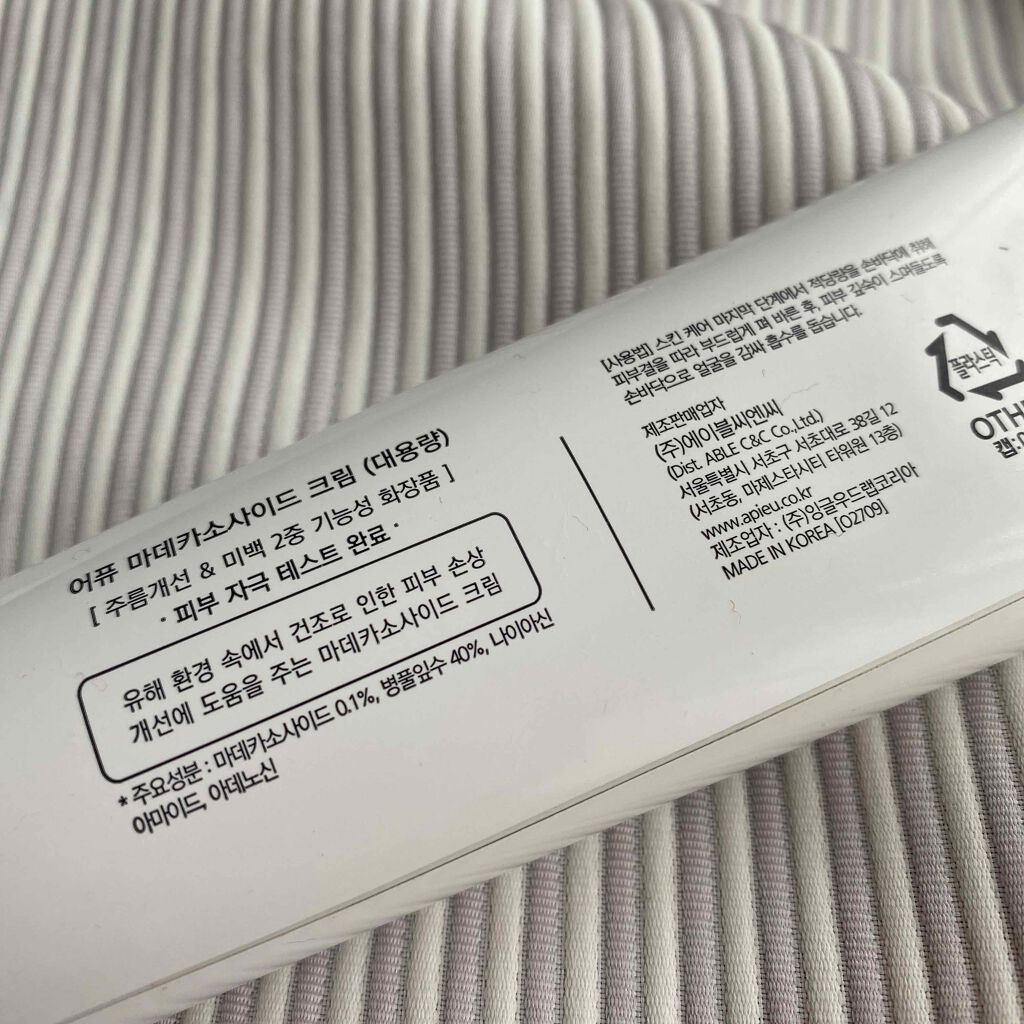 어퓨 마데카소사이드 크림 (대용량)
[ 주름개선 & 미백 2중 기능성 화장품 ]
· 피부 자극 테스트 완료 ·
유해 환경 속에서 건조로 인한 피부 손상
개선에 도움을 주는 마데카소사이드 크림
* 주요성분 : 마데카소사이드 0.1%, 병풀잎수 40%, 나이아신
아마이드, 아데노신
[사용법] 스킨 케어 마지막 단계에서 적당량을 손바닥에 취해
피부결을 따라 부드럽게 펴 바른 후, 피부 깊숙이 스며들도록
손바닥으로 얼굴을 감싸 흡수를 돕습니다.
제조판매업자
(주)에이블씨엔씨
(Dist. ABLE C&C Co.,Ltd.)
서울특별시 서초구 서초대로 38길 12
(서초동, 마제스타시티 타워원 13층)
www.apieu.co.kr
제조업자 : (주)잉글우드랩코리아
MADE IN KOREA [O2709]
플라스틱
캡: